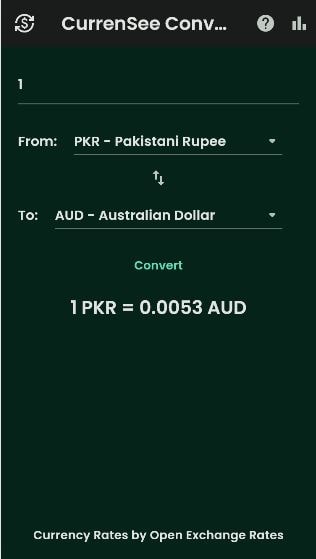 CurrenSee Conv...
1
From: PKR - Pakistani Rupee
To: AUD - Australian Dollar
Convert
1 PKR = 0.0053 AUD
Currency Rates by Open Exchange Rates